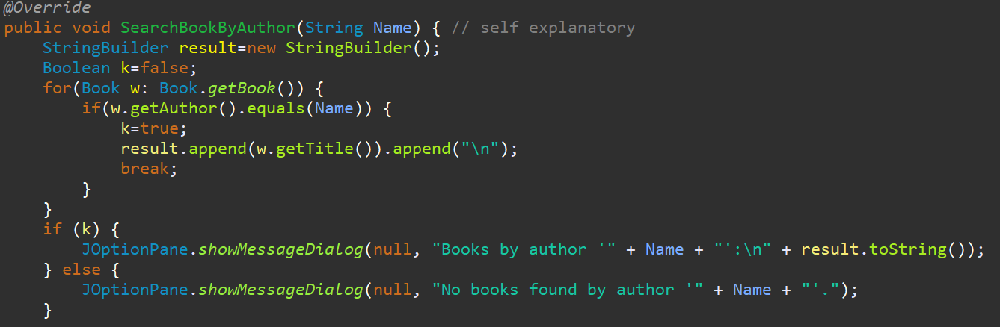 @Override
public void SearchBookByAuthor(String Name) { // self explanatory
    StringBuilder result=new StringBuilder();
    Boolean k=false;
    for(Book w: Book.getBook()) {
        if(w.getAuthor().equals(Name)) {
            k=true;
            result.append(w.getTitle()).append("\n");
            break;
        }
    }
    if (k) {
        JOptionPane.showMessageDialog(null, "Books by author '" + Name + "':\n" + result.toString());
    } else {
        JOptionPane.showMessageDialog(null, "No books found by author '" + Name + "'.");
    }